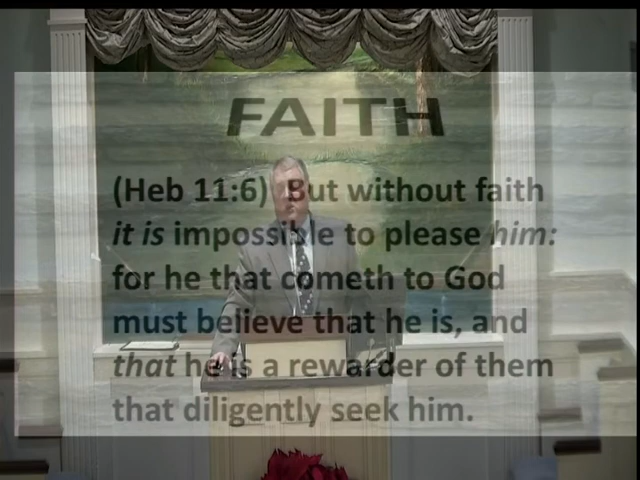 FAITH
(Heb 11:6) But without faith
it is impossible to please him:
for he that cometh to God
must believe that he is, and
that he is a rewarder of them
that diligently seek him.